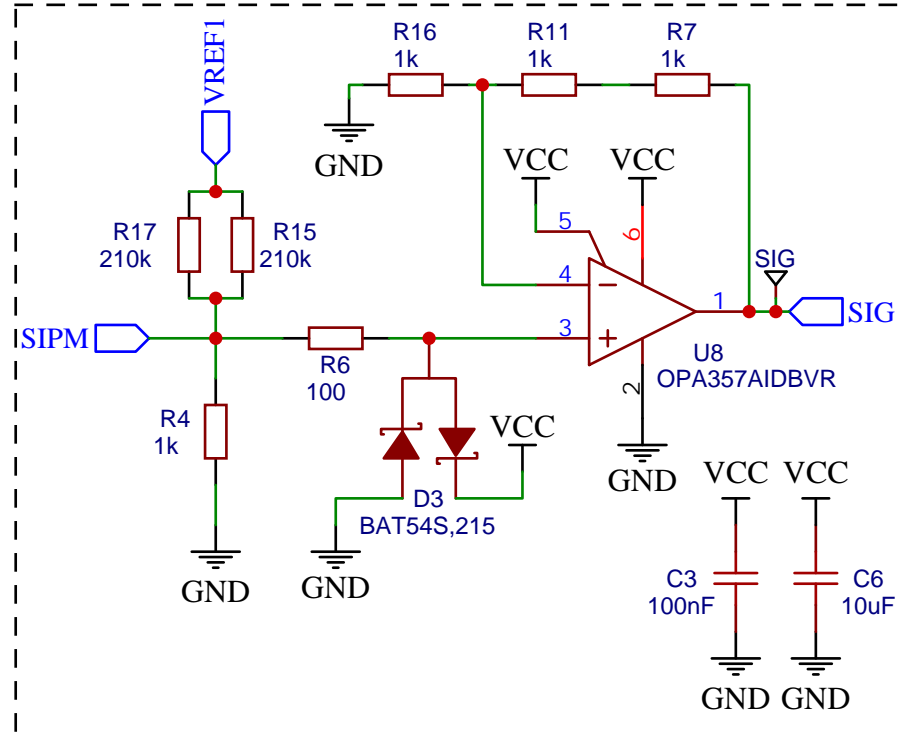 R16
1k
R11
1k
R7
1k
VREF1
GND
VCC
VCC
R17
210k
R15
210k
5
6
4
3
1
2
SIG
SIG
SIPM
R6
100
U8
OPA357AIDBVR
R4
1k
VCC
D3
BAT54S,215
GND
GND
GND
VCC
VCC
C3
100nF
C6
10uF
GND
GND